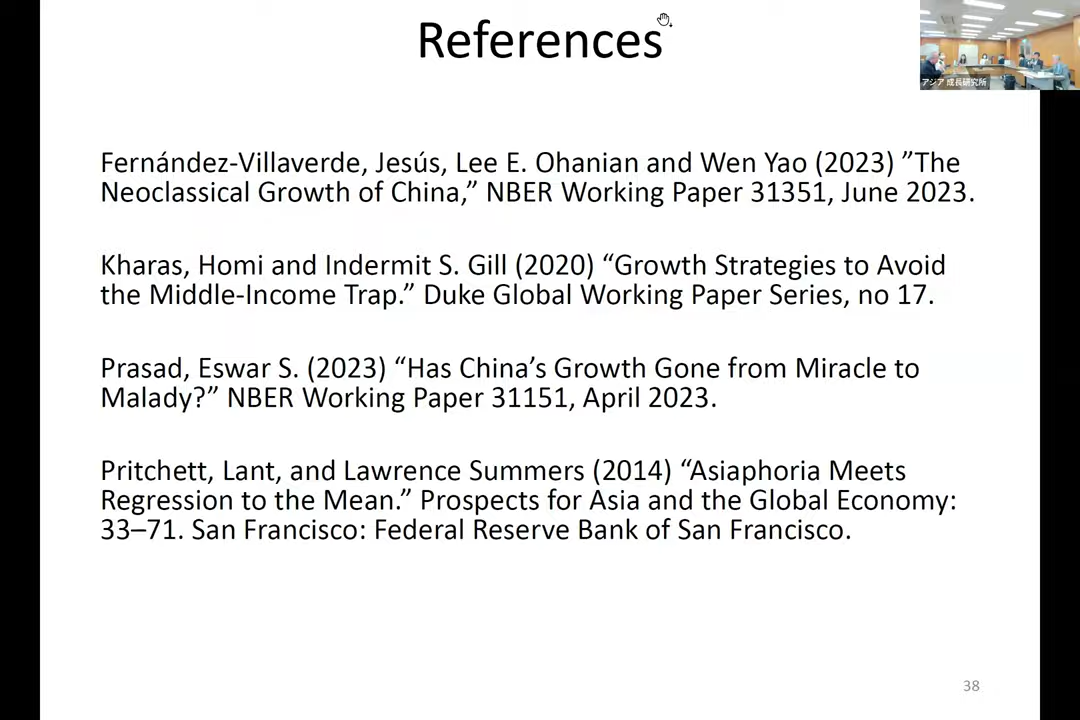 References
アジア 成長研究所
Fernández-Villaverde, Jesús, Lee E. Ohanian and Wen Yao (2023) ”The
Neoclassical Growth of China,” NBER Working Paper 31351, June 2023.
Kharas, Homi and Indermit S. Gill (2020) “Growth Strategies to Avoid
the Middle-Income Trap.” Duke Global Working Paper Series, no 17.
Prasad, Eswar S. (2023) “Has China’s Growth Gone from Miracle to
Malady?” NBER Working Paper 31151, April 2023.
Pritchett, Lant, and Lawrence Summers (2014) “Asiaphoria Meets
Regression to the Mean.” Prospects for Asia and the Global Economy:
33–71. San Francisco: Federal Reserve Bank of San Francisco.
38